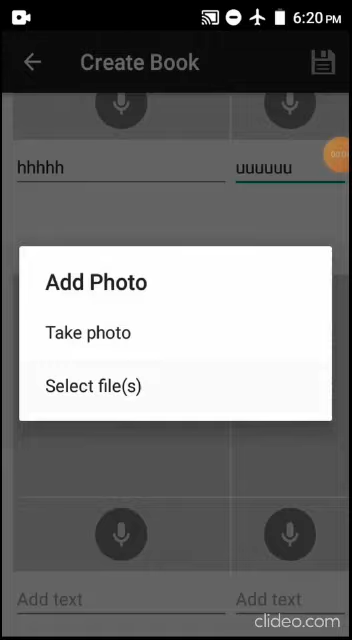 6:20 PM
Create Book
hhhhh uuuuuu
Add Photo
Take photo
Select file(s)
Add text Add text
clideo.com